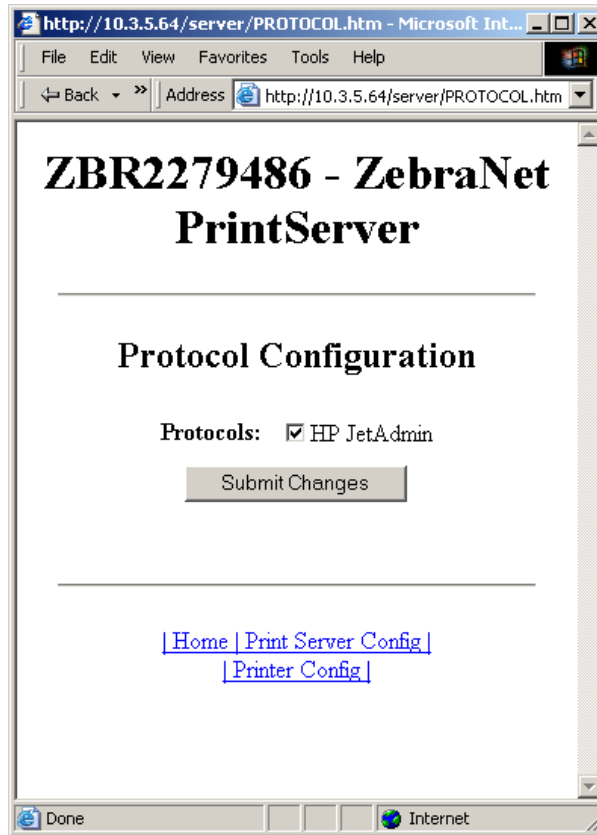 http://10.3.5.64/server/PROTOCOL.htm - Microsoft Int...
File Edit View Favorites Tools Help
Back » Address http://10.3.5.64/server/PROTOCOL.htm
ZBR2279486 - ZebraNet
PrintServer
Protocol Configuration
Protocols: HP JetAdmin
Submit Changes
| Home | Print Server Config |
| Printer Config |
Done Internet